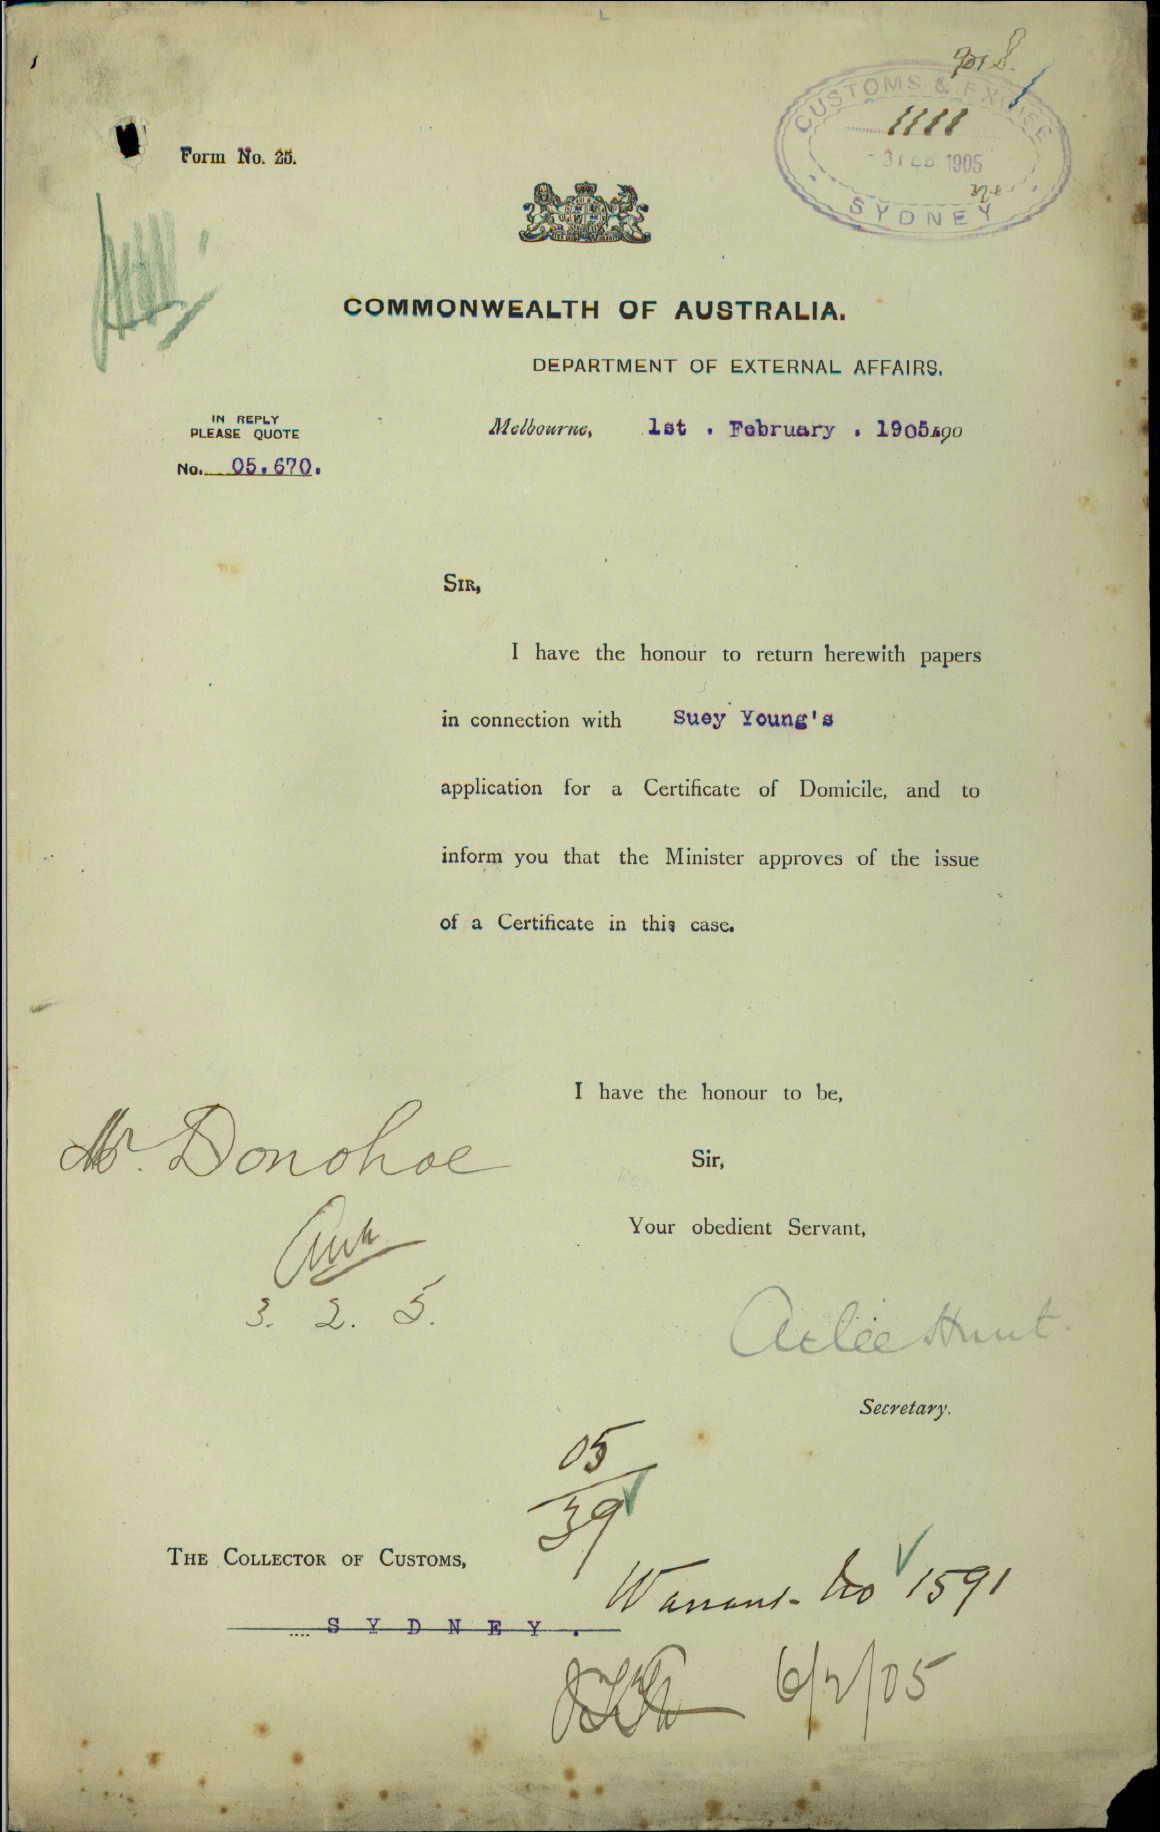 CUSTOMS & EXCISE
1111
3 FEB 1905
SYDNEY
Form No. 25.
COMMONWEALTH OF AUSTRALIA.
DEPARTMENT OF EXTERNAL AFFAIRS.
IN REPLY
PLEASE QUOTE
No. 05.670.
Melbourne, 1st . February . 1905. 190
SIR,
I have the honour to return herewith papers
in connection with Suey Young's
application for a Certificate of Domicile, and to
inform you that the Minister approves of the issue
of a Certificate in this case.
I have the honour to be,
Sir,
Your obedient Servant,
Mr. Donohoe
3. 2. 5.
Atlee Hunt.
Secretary.
05
39
THE COLLECTOR OF CUSTOMS,
SYDNEY.
Warrant No 1591
6/2/05